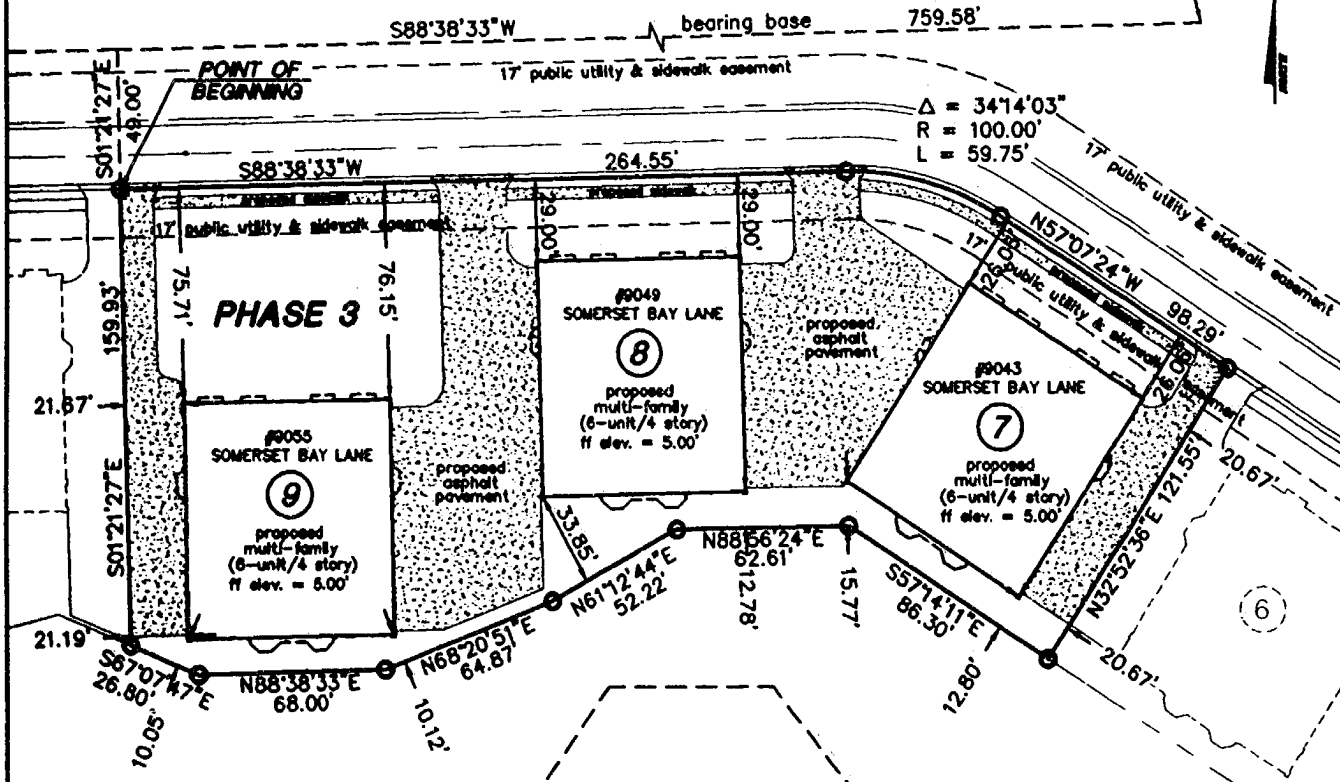 S88°38'33"W
bearing base
759.58'
S01°21'27"E
49.00'
POINT OF
BEGINNING
17' public utility & sidewalk easement
Δ = 34°14'03"
R = 100.00'
L = 59.75'
17' public utility & sidewalk easement
S88°38'33"W
264.55'
proposed sidewalk
proposed sidewalk
17' public utility & sidewalk easement
29.00'
29.00'
N57°07'24"W
98.29'
26.03'
17' public utility & sidewalk easement
proposed sidewalk
26.00'
159.93'
75.71'
76.15'
PHASE 3
21.67'
S01°21'27"E
#9055
SOMERSET BAY LANE
9
proposed
multi-family
(6-unit/4 story)
ff elev. = 5.00'
proposed
asphalt
pavement
#9049
SOMERSET BAY LANE
8
proposed
multi-family
(6-unit/4 story)
ff elev. = 5.00'
proposed
asphalt
pavement
#9043
SOMERSET BAY LANE
7
proposed
multi-family
(6-unit/4 story)
ff elev. = 5.00'
N32°52'36"E 121.55'
20.67'
6
33.85'
N88°56'24"E
62.61'
12.78'
15.77'
N61°12'44"E
52.22'
S57°14'11"E
86.30'
12.80'
20.67'
21.19'
S67°07'47"E
26.80'
10.05'
N88°38'33"E
68.00'
N68°20'51"E
64.87'
10.12'